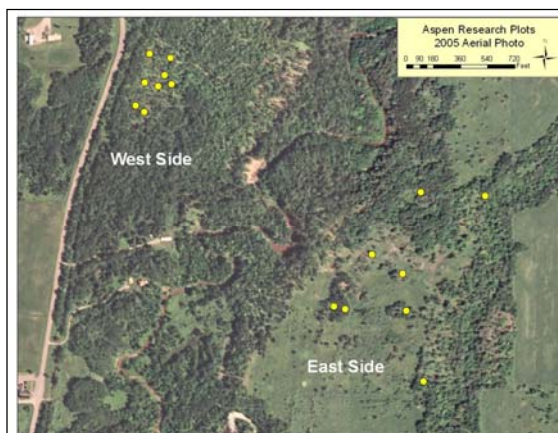 Aspen Research Plots
2005 Aerial Photo
0 90 180 360 540 720
Feet
West Side
East Side